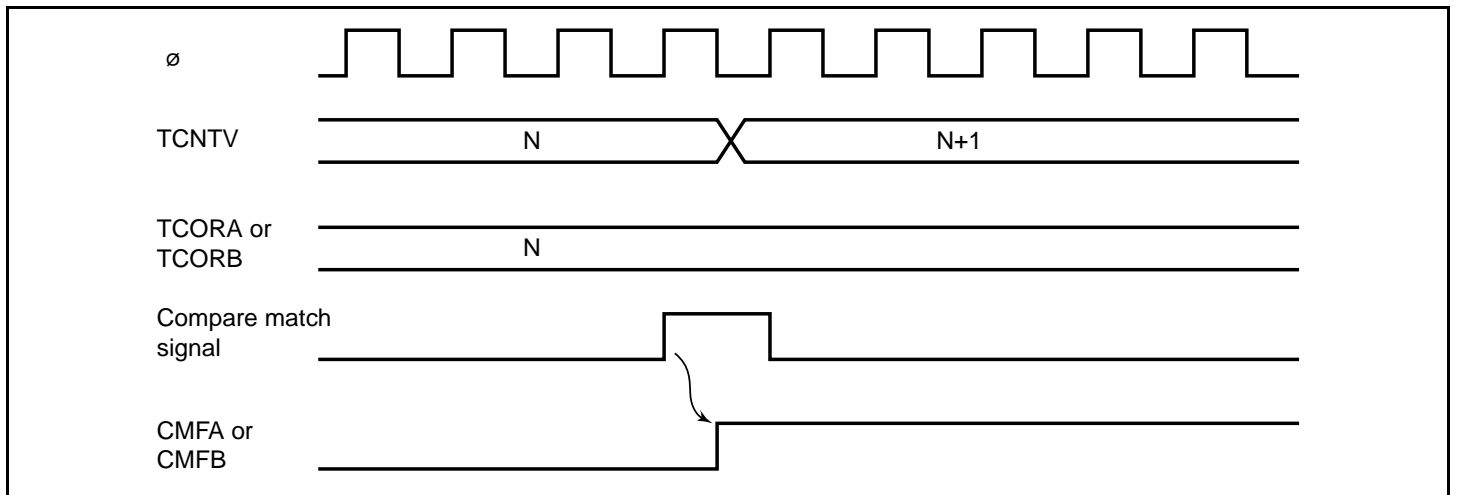 ø
TCNTV
N
N+1
TCORA or
TCORB
N
Compare match
signal
CMFA or
CMFB